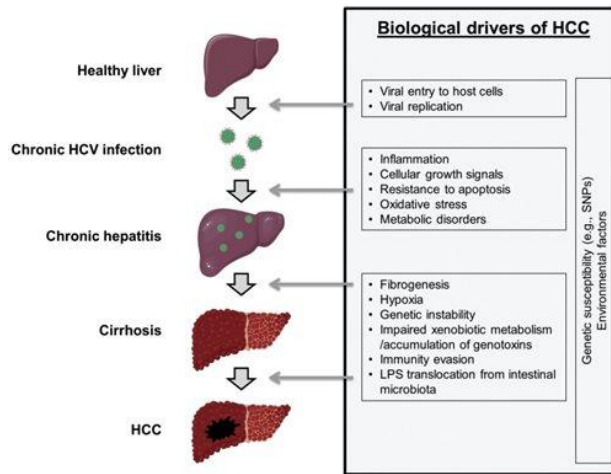 Biological drivers of HCC
Healthy liver
• Viral entry to host cells
• Viral replication
Chronic HCV infection
• Inflammation
• Cellular growth signals
• Resistance to apoptosis
• Oxidative stress
• Metabolic disorders
Chronic hepatitis
• Fibrogenesis
• Hypoxia
• Genetic instability
• Impaired xenobiotic metabolism
/accumulation of genotoxins
• Immunity evasion
• LPS translocation from intestinal
microbiota
Cirrhosis
HCC
Genetic susceptibility (e.g., SNPs)
Environmental factors